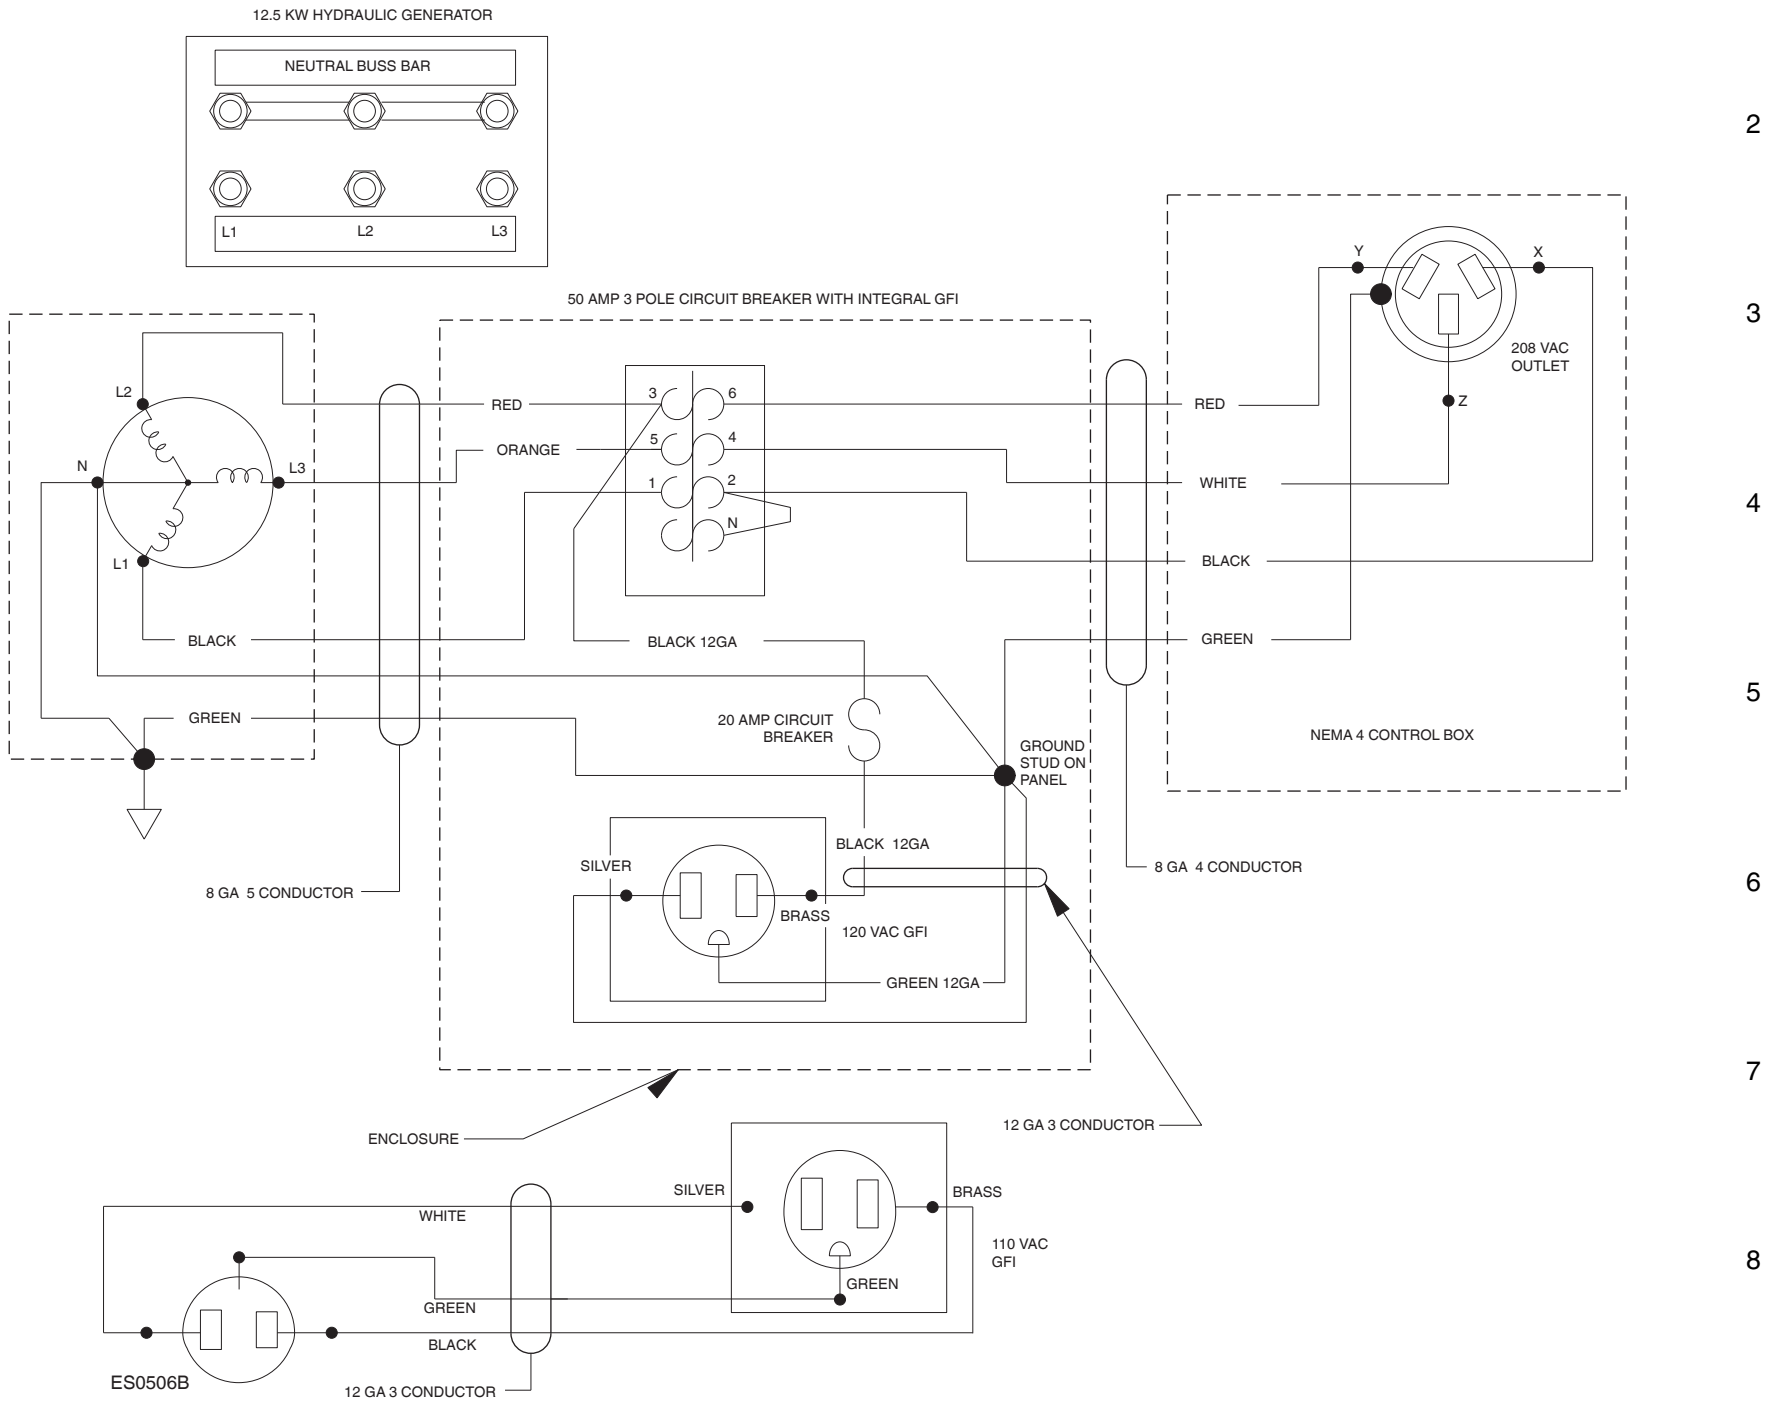 12.5 KW HYDRAULIC GENERATOR
NEUTRAL BUSS BAR
L1 L2 L3
2
50 AMP 3 POLE CIRCUIT BREAKER WITH INTEGRAL GFI
Y X
3
208 VAC
OUTLET
L2
RED
3 6
RED
Z
ORANGE
5 4
N
L3
WHITE
1 2
4
N
L1
BLACK
BLACK
BLACK 12GA
GREEN
GREEN
20 AMP CIRCUIT
BREAKER
5
NEMA 4 CONTROL BOX
GROUND
STUD ON
PANEL
BLACK 12GA
SILVER
8 GA 4 CONDUCTOR
8 GA 5 CONDUCTOR
6
BRASS
120 VAC GFI
GREEN 12GA
7
12 GA 3 CONDUCTOR
ENCLOSURE
SILVER
BRASS
WHITE
110 VAC
GFI
8
GREEN
GREEN
BLACK
ES0506B
12 GA 3 CONDUCTOR